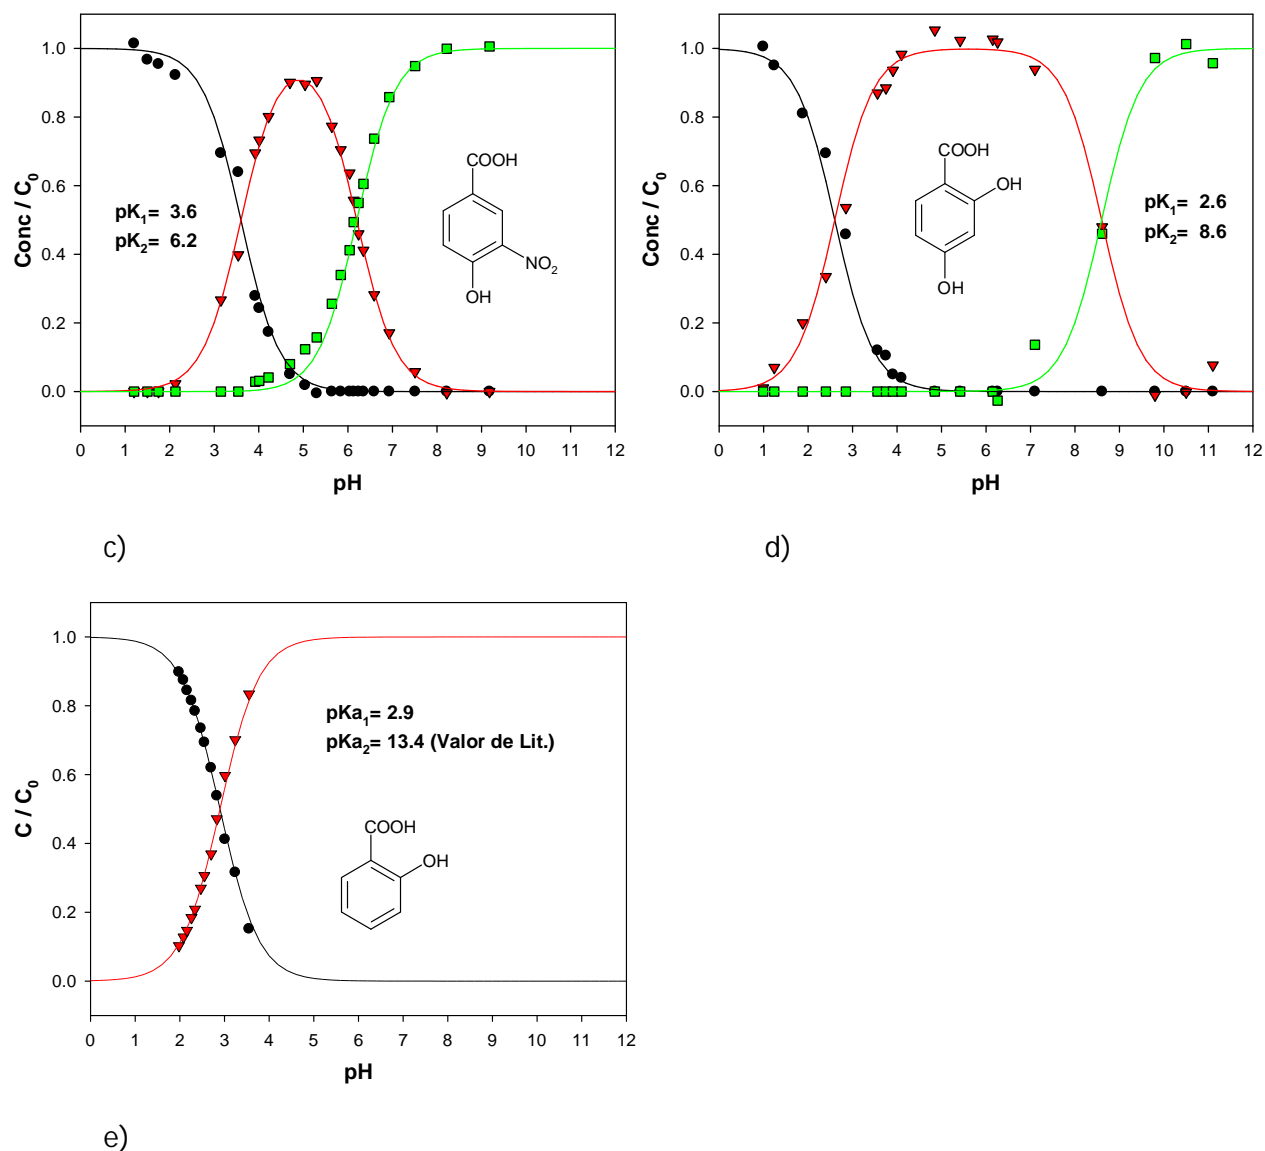 Conc / C0
1.0
0.8
0.6
0.4
0.2
0.0
pK1= 3.6
pK2= 6.2
COOH
NO2
OH
0 1 2 3 4 5 6 7 8 9 10 11 12
pH
c)
Conc / C0
1.0
0.8
0.6
0.4
0.2
0.0
COOH
OH
OH
pK1= 2.6
pK2= 8.6
0 1 2 3 4 5 6 7 8 9 10 11 12
pH
d)
C / C0
1.0
0.8
0.6
0.4
0.2
0.0
pKa1= 2.9
pKa2= 13.4 (Valor de Lit.)
COOH
OH
0 1 2 3 4 5 6 7 8 9 10 11 12
pH
e)